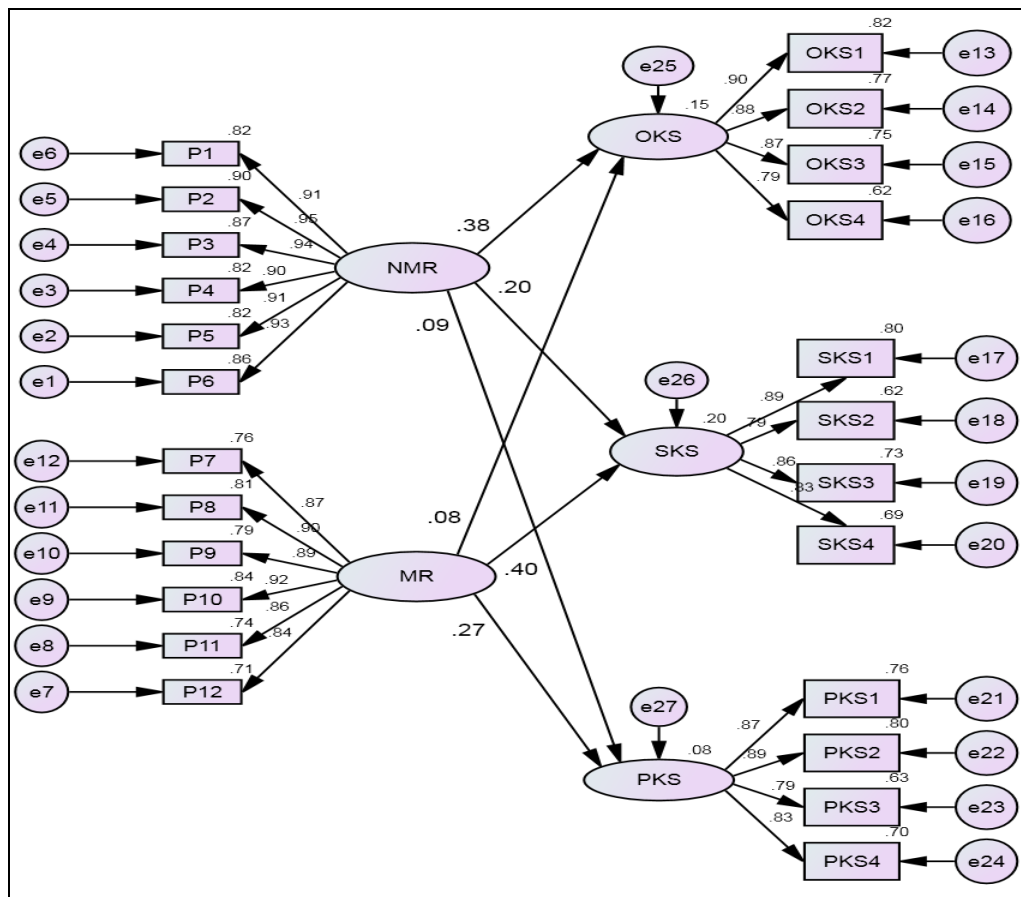 .82
OKS1
e13
e25
.90
.77
.15
.88
OKS2
e14
OKS
.75
.87
OKS3
e15
.79
.62
OKS4
e16
.82
e6
P1
.90
.91
e5
P2
.87
.95
e4
P3
.94
.82
.90
e3
P4
NMR
.82
.91
e2
P5
.93
.86
e1
P6
.38
.20
.09
.80
SKS1
e17
e26
.89
.62
.20
.79
SKS2
e18
SKS
.73
.86
SKS3
e19
.83
.69
SKS4
e20
.76
e12
P7
.81
.87
e11
P8
.79
.90
e10
P9
.89
.84
.92
e9
P10
MR
.74
.86
e8
P11
.84
.71
e7
P12
.08
.40
.27
.76
PKS1
e21
e27
.87
.80
.08
.89
PKS2
e22
PKS
.63
.79
PKS3
e23
.83
.70
PKS4
e24